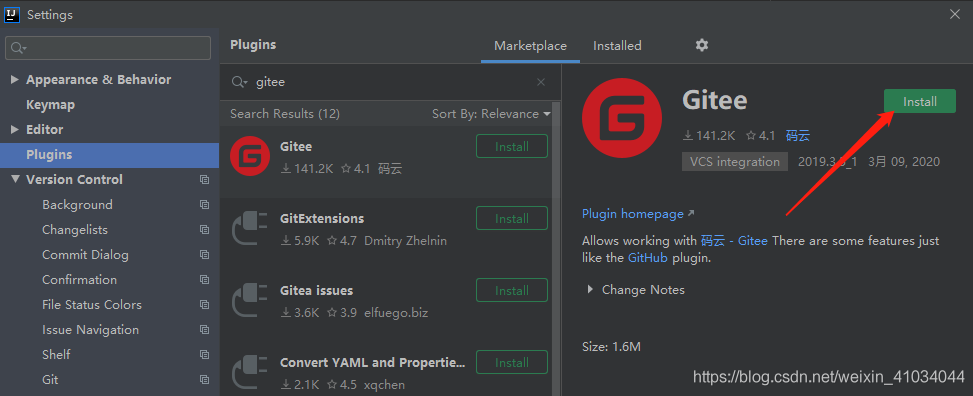 Settings
Appearance & Behavior
Keymap
Editor
Plugins
Version Control
Background
Changelists
Commit Dialog
Confirmation
File Status Colors
Issue Navigation
Shelf
Git
Plugins
Marketplace
Installed
gitee
Search Results (12)
Sort By: Relevance
Gitee
Install
141.2K 4.1 码云
GitExtensions
Install
5.9K 4.7 Dmitry Zhelnin
Gitea issues
Install
3.6K 3.9 elfuego.biz
Convert YAML and Propertie...
Install
2.1K 4.5 xqchen
Gitee
Install
141.2K 4.1 码云
VCS integration 3月 09, 2020
Plugin homepage
Allows working with 码云 - Gitee There are some features just
like the GitHub plugin.
Change Notes
Size: 1.6M
https://blog.csdn.net/weixin_41034044